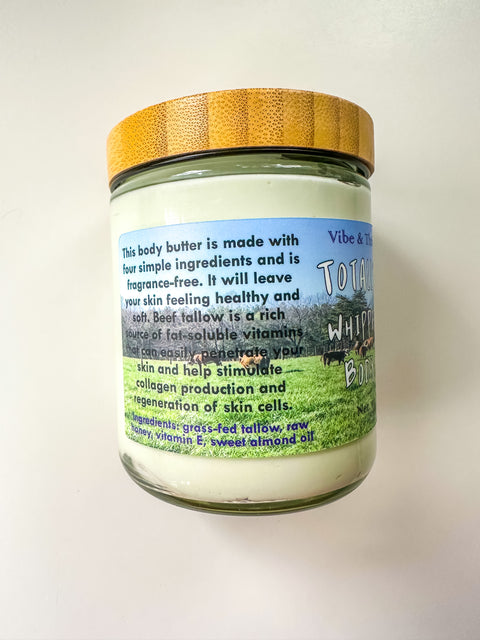 This body butter is made with
four simple ingredients and is
fragrance-free. It will leave
your skin feeling healthy and
soft. Beef tallow is a rich
source of fat-soluble vitamins
that can easily penetrate your
skin and help stimulate
collagen production and
regeneration of skin cells.
Ingredients: grass-fed tallow, raw
honey, vitamin E, sweet almond oil
Vibe & Th
TOTAL
WHIPP
BO